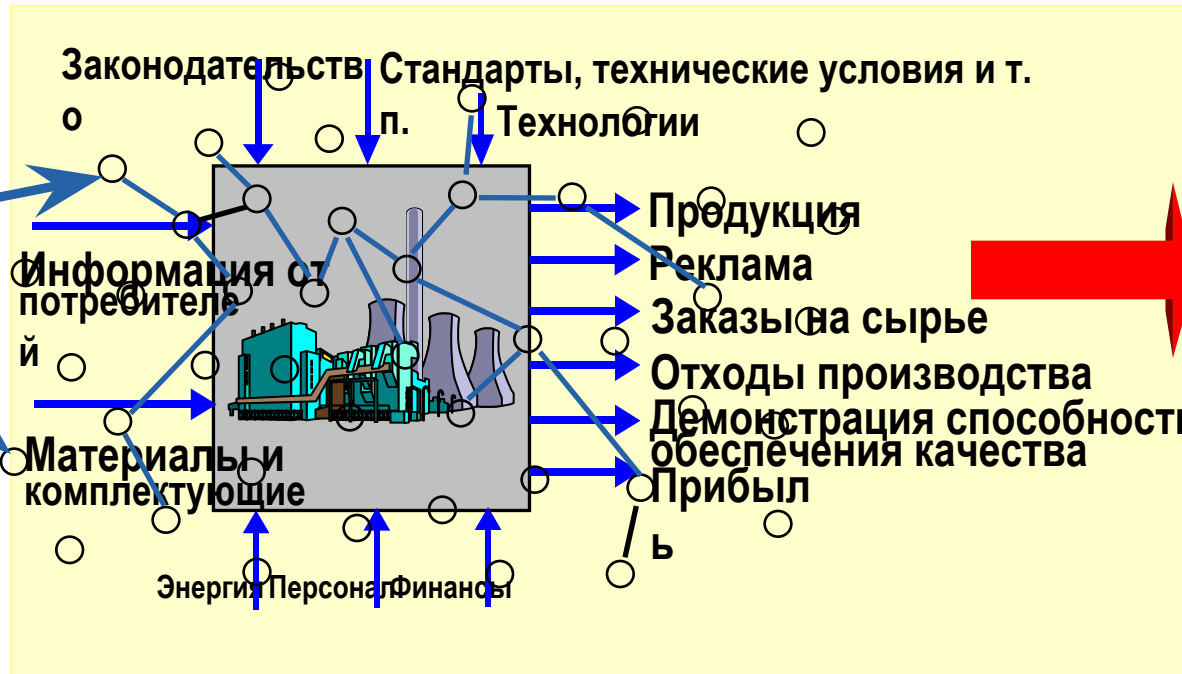 Законодательств
о
Стандарты, технические условия и т.
п.
Технологии
Информация от
потребителе
й
Материалы и
комплектующие
Продукция
Реклама
Заказы на сырье
Отходы производства
Демонстрация способность
обеспечения качества
Прибыл
ь
Энергия
Персонал
Финансы